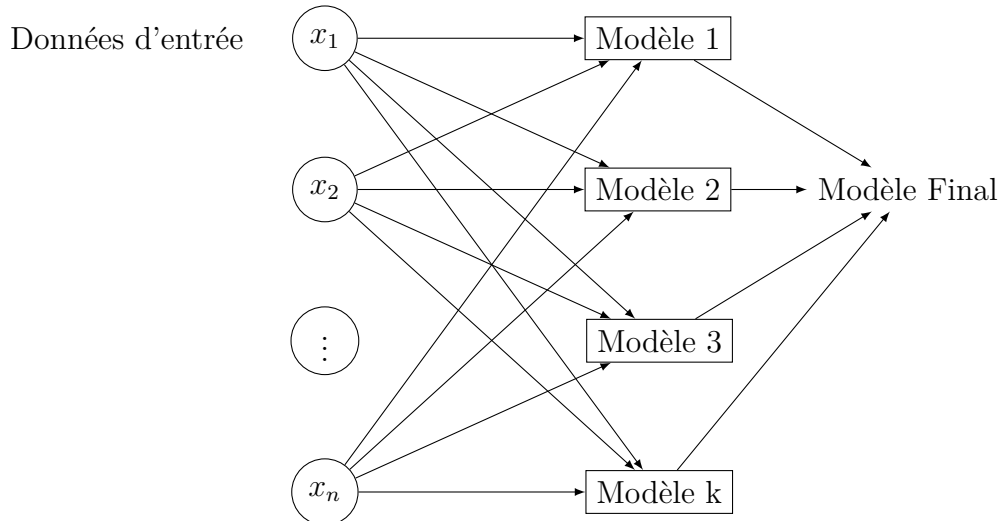 Données d'entrée
x₁
Modèle 1
x₂
Modèle 2
Modèle Final
⋮
Modèle 3
xₙ
Modèle k